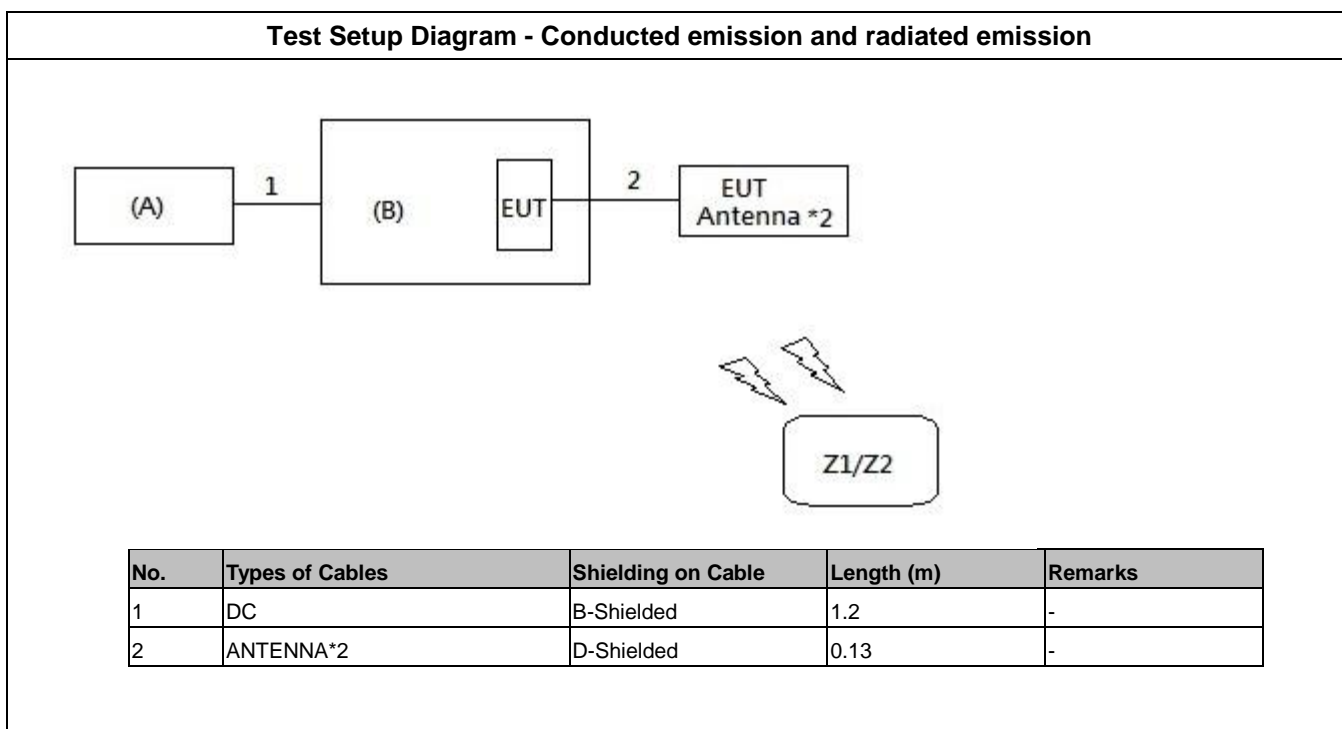 Test Setup Diagram - Conducted emission and radiated emission
(A)
1
(B)
EUT
2
EUT
Antenna *2
Z1/Z2
No. Types of Cables Shielding on Cable Length (m) Remarks
1 DC B-Shielded 1.2 -
2 ANTENNA*2 D-Shielded 0.13 -